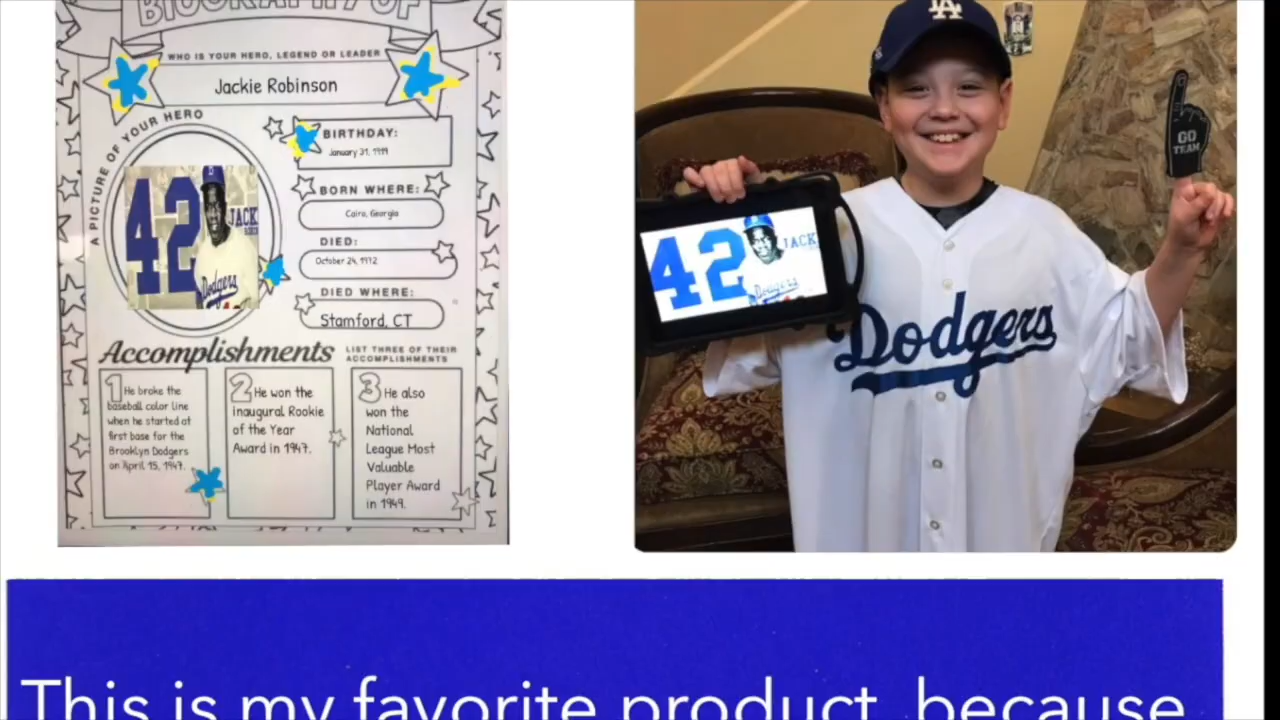 BIOGRAPHY OF
WHO IS YOUR HERO, LEGEND OR LEADER
Jackie Robinson
A PICTURE OF YOUR HERO
42
JACK
Dodgers
BIRTHDAY:
January 31, 1919
BORN WHERE:
Cairo, Georgia
DIED:
October 24, 1972
DIED WHERE:
Stamford, CT
Accomplishments
LIST THREE OF THEIR
ACCOMPLISHMENTS
1 He broke the
baseball color line
when he started at
first base for the
Brooklyn Dodgers
on April 15, 1947.
2 He won the
inaugural Rookie
of the Year
Award in 1947.
3 He also
won the
National
League Most
Valuable
Player Award
in 1949.
LA
GO
TEAM
42
JACK
Dodgers
Dodgers
This is my favorite product, because